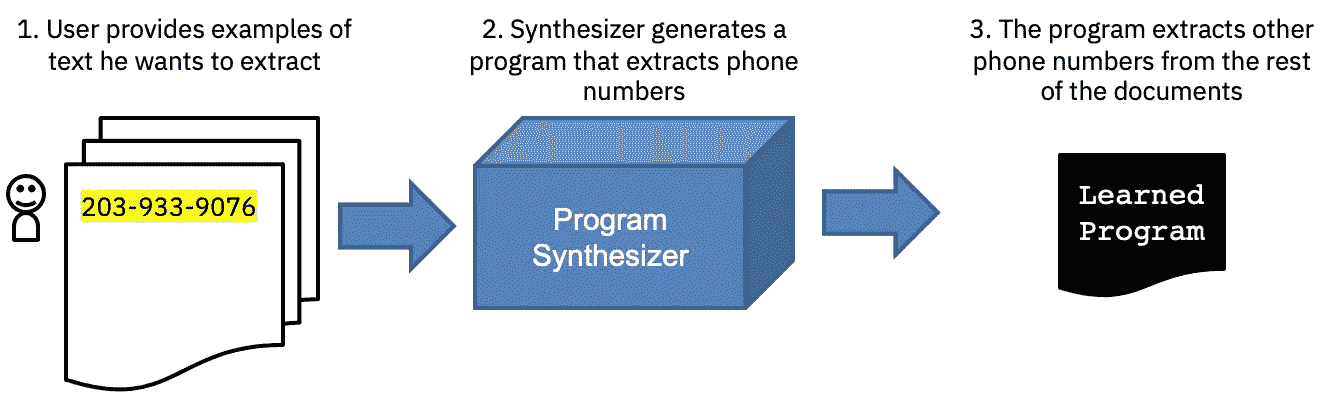 1. User provides examples of
text he wants to extract
2. Synthesizer generates a
program that extracts phone
numbers
3. The program extracts other
phone numbers from the rest
of the documents
203-933-9076
Program
Synthesizer
Learned
Program